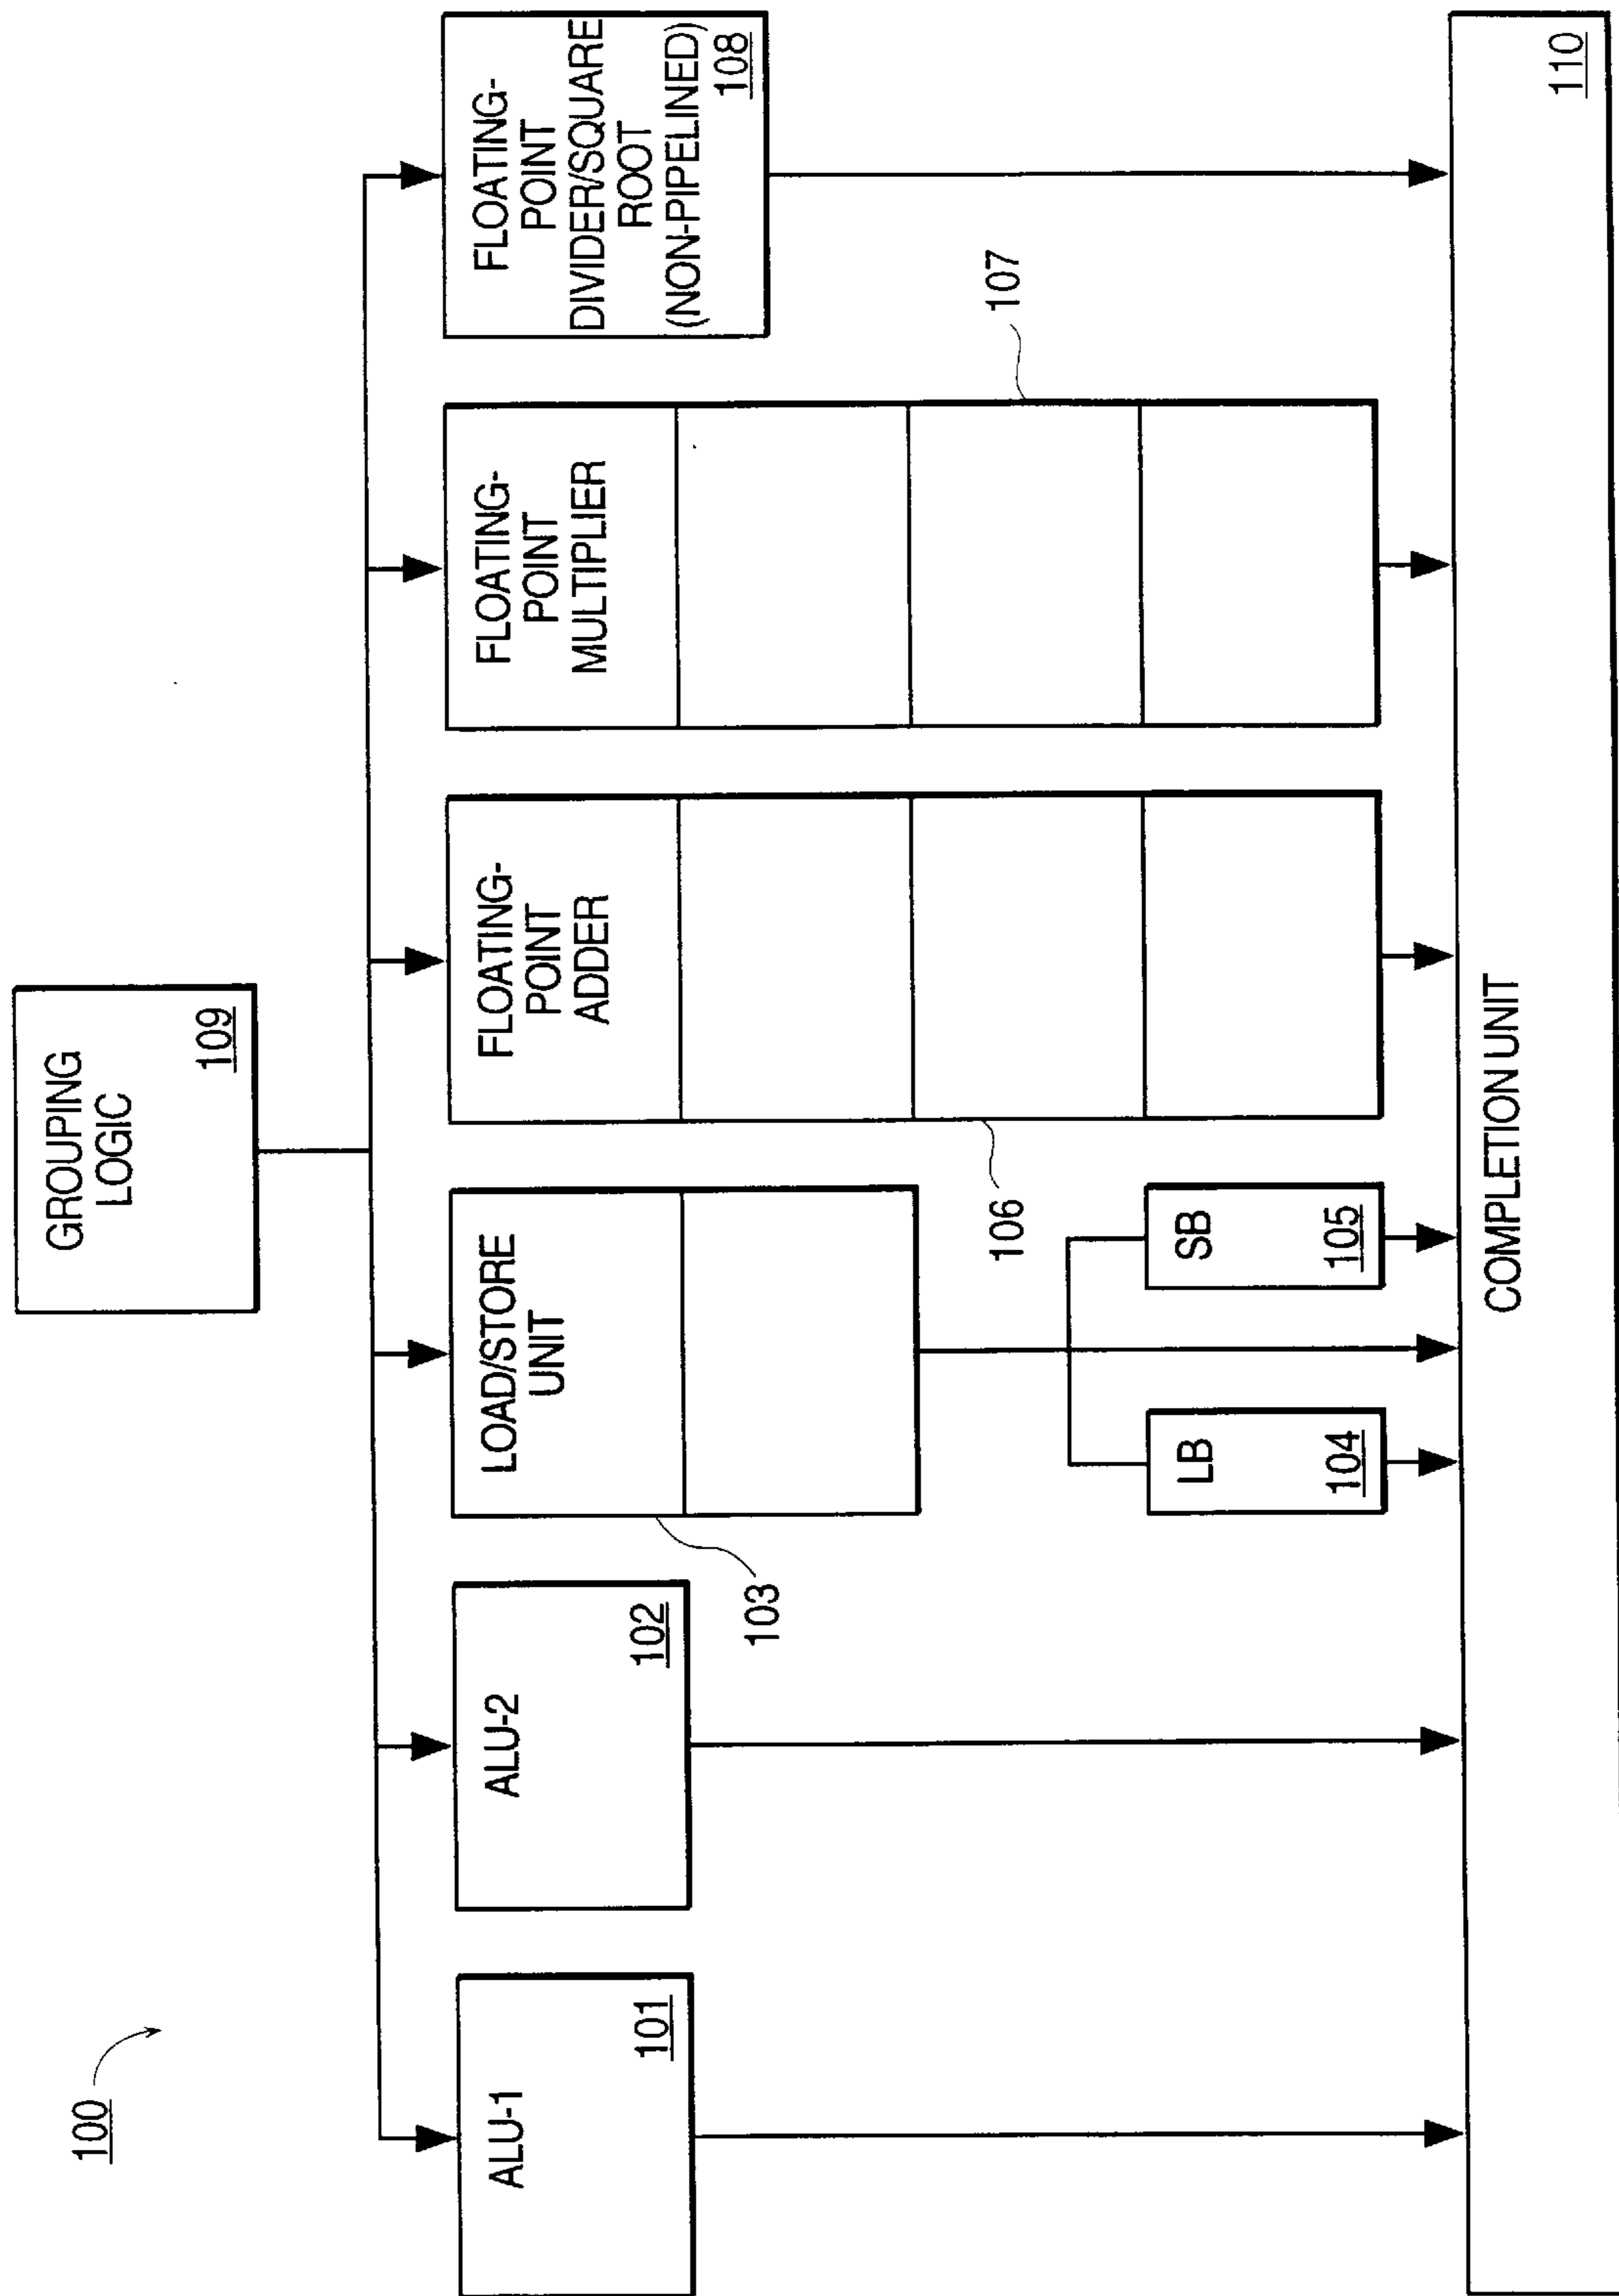 100
GROUPING
LOGIC
109
ALU-1
101
ALU-2
102
LOAD/STORE
UNIT
103
LB
104
SB
105
FLOATING-
POINT
ADDER
106
FLOATING-
POINT
MULTIPLIER
107
FLOATING-
POINT
DIVIDER/SQUARE
ROOT
(NON-PIPELINED)
108
COMPLETION UNIT
110